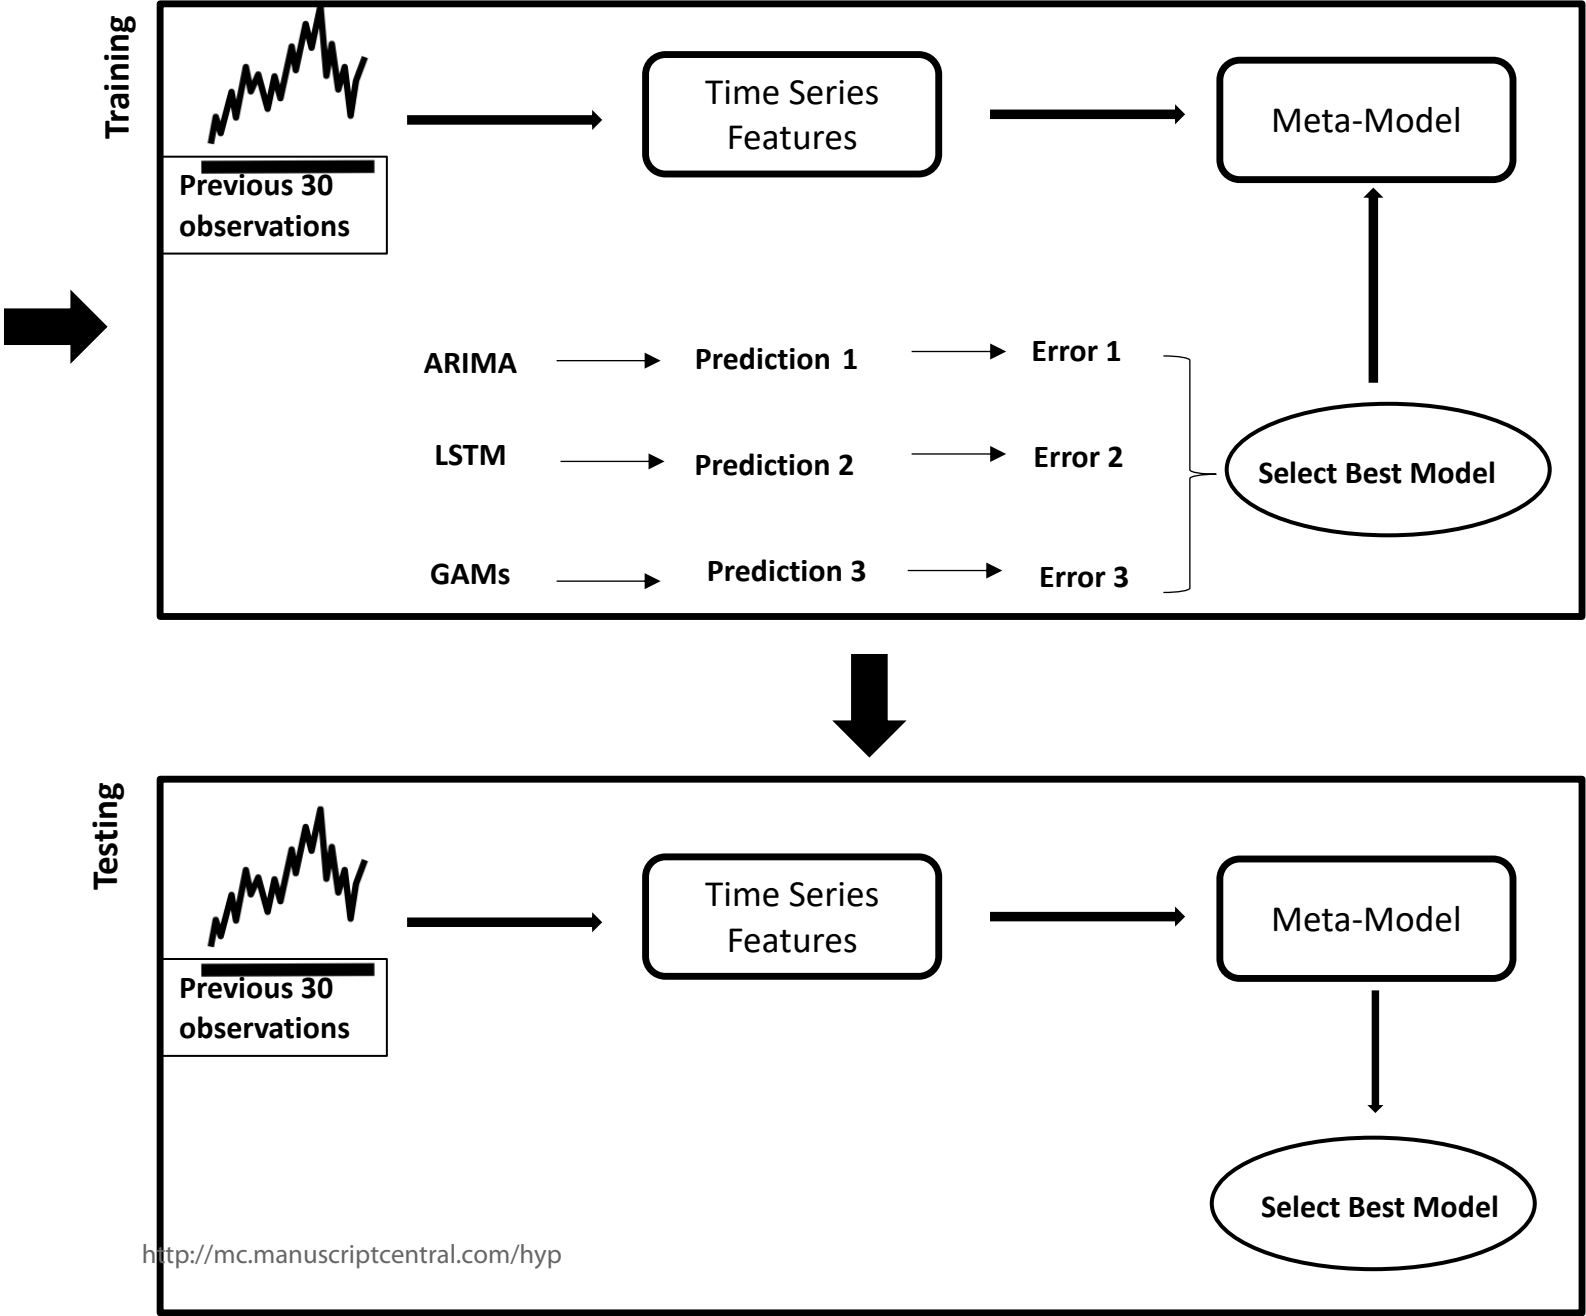 Training
Time Series
Features
Meta-Model
Previous 30
observations
ARIMA
Prediction 1
Error 1
LSTM
Prediction 2
Error 2
Select Best Model
GAMs
Prediction 3
Error 3
Testing
Time Series
Features
Meta-Model
Previous 30
observations
Select Best Model
http://mc.manuscriptcentral.com/hyp